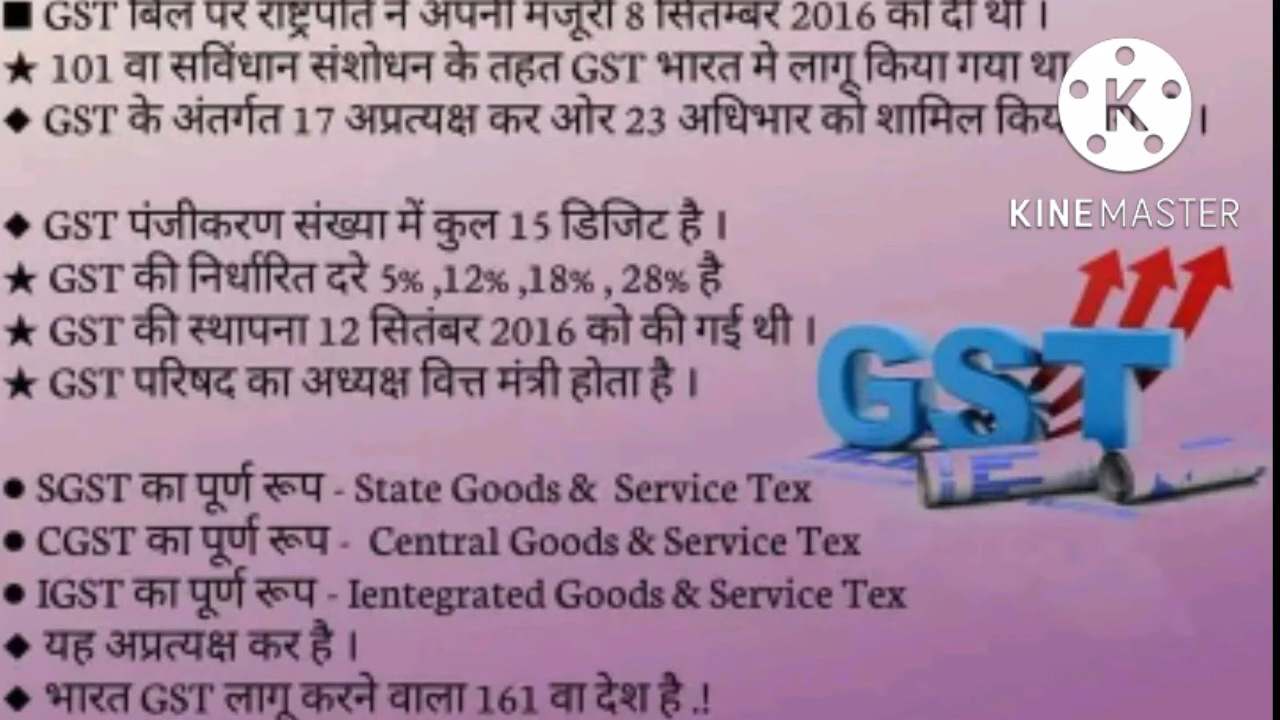 ■ GST बिल पर राष्ट्रपति ने अपनी मंजूरी 8 सितम्बर 2016 को दी थी ।
★ 101 वा सविंधान संशोधन के तहत GST भारत मे लागू किया गया था
◆ GST के अंतर्गत 17 अप्रत्यक्ष कर ओर 23 अधिभार को शामिल किय ।
◆ GST पंजीकरण संख्या में कुल 15 डिजिट है ।
★ GST की निर्धारित दरे 5% ,12% ,18% , 28% है
★ GST की स्थापना 12 सितंबर 2016 को की गई थी ।
★ GST परिषद का अध्यक्ष वित्त मंत्री होता है ।
● SGST का पूर्ण रूप - State Goods & Service Tex
● CGST का पूर्ण रूप - Central Goods & Service Tex
● IGST का पूर्ण रूप - Ientegrated Goods & Service Tex
◆ यह अप्रत्यक्ष कर है ।
◆ भारत GST लागू करने वाला 161 वा देश है .!
K
KINEMASTER
GST